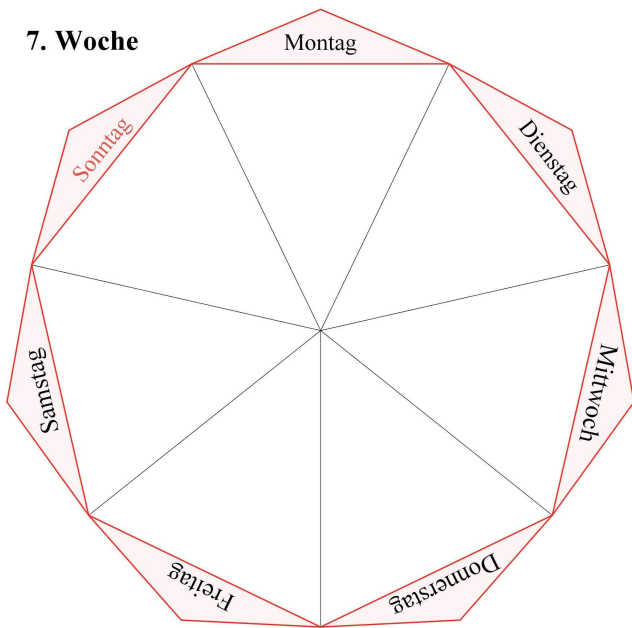 7. Woche
Montag
Dienstag
Mittwoch
Donnerstag
Freitag
Samstag
Sonntag